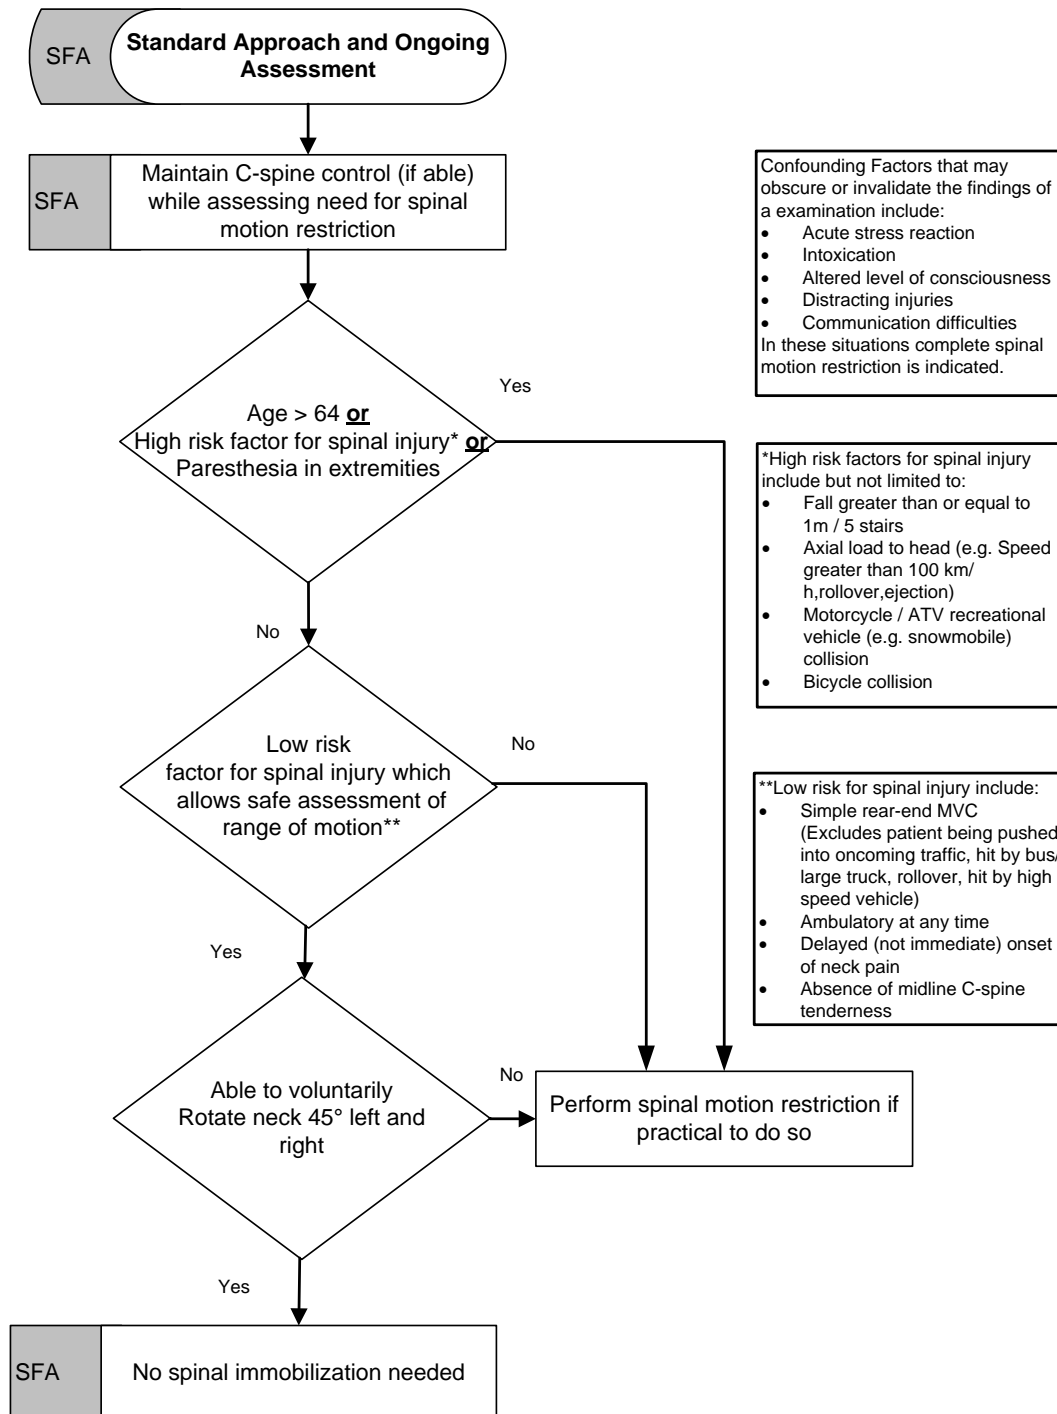 SFA
Standard Approach and Ongoing
Assessment
SFA
Maintain C-spine control (if able)
while assessing need for spinal
motion restriction
Confounding Factors that may
obscure or invalidate the findings of
a examination include:
• Acute stress reaction
• Intoxication
• Altered level of consciousness
• Distracting injuries
• Communication difficulties
In these situations complete spinal
motion restriction is indicated.
Age > 64 or
High risk factor for spinal injury* or
Paresthesia in extremities
Yes
No
*High risk factors for spinal injury
include but not limited to:
• Fall greater than or equal to
1m / 5 stairs
• Axial load to head (e.g. Speed
greater than 100 km/
h,rollover,ejection)
• Motorcycle / ATV recreational
vehicle (e.g. snowmobile)
collision
• Bicycle collision
Low risk
factor for spinal injury which
allows safe assessment of
range of motion**
No
Yes
**Low risk for spinal injury include:
• Simple rear-end MVC
(Excludes patient being pushed
into oncoming traffic, hit by bus/
large truck, rollover, hit by high
speed vehicle)
• Ambulatory at any time
• Delayed (not immediate) onset
of neck pain
• Absence of midline C-spine
tenderness
Able to voluntarily
Rotate neck 45° left and
right
No
Yes
Perform spinal motion restriction if
practical to do so
SFA
No spinal immobilization needed